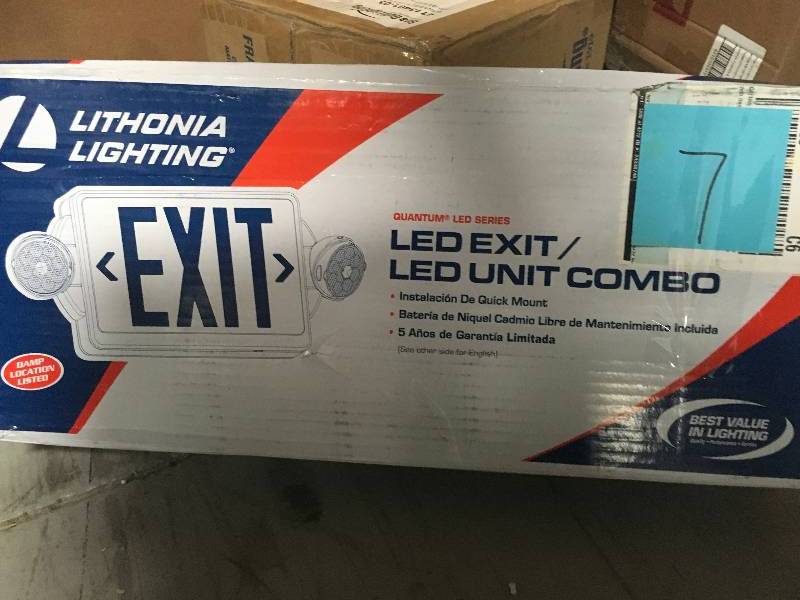 LITHONIA
LIGHTING®
EXIT
QUANTUM® LED SERIES
LED EXIT/
LED UNIT COMBO
• Instalación De Quick Mount
• Batería de Niquel Cadmio Libre de Mantenimiento Incluida
• 5 Años de Garantía Limitada
(See other side for English)
DAMP
LOCATION
LISTED
7
BEST VALUE
IN LIGHTING